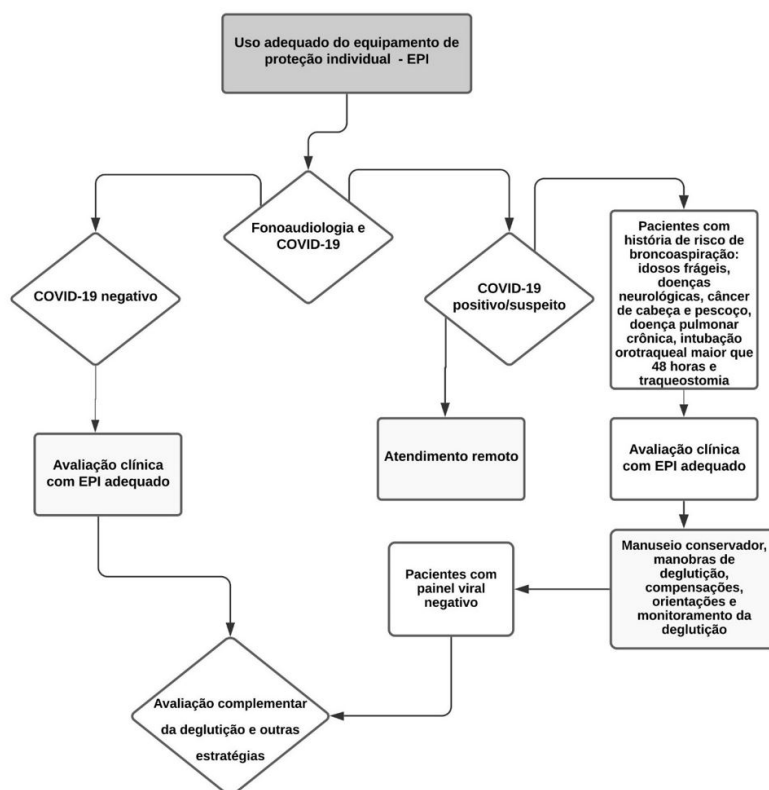 Uso adequado do equipamento de
proteção individual  - EPI
Fonoaudiologia e
COVID-19
COVID-19 negativo
COVID-19
positivo/suspeito
Pacientes com
história de risco de
broncoaspiração:
idosos frágeis,
doenças
neurológicas, câncer
de cabeça e pescoço,
doença pulmonar
crônica, intubação
orotraqueal maior que
48 horas e
traqueostomia
Avaliação clínica
com EPI adequado
Atendimento remoto
Avaliação clínica
com EPI adequado
Manuseio conservador,
manobras de
deglutição,
compensações,
orientações e
monitoramento da
deglutição
Pacientes com
painel viral
negativo
Avaliação complementar
da deglutição e outras
estratégias